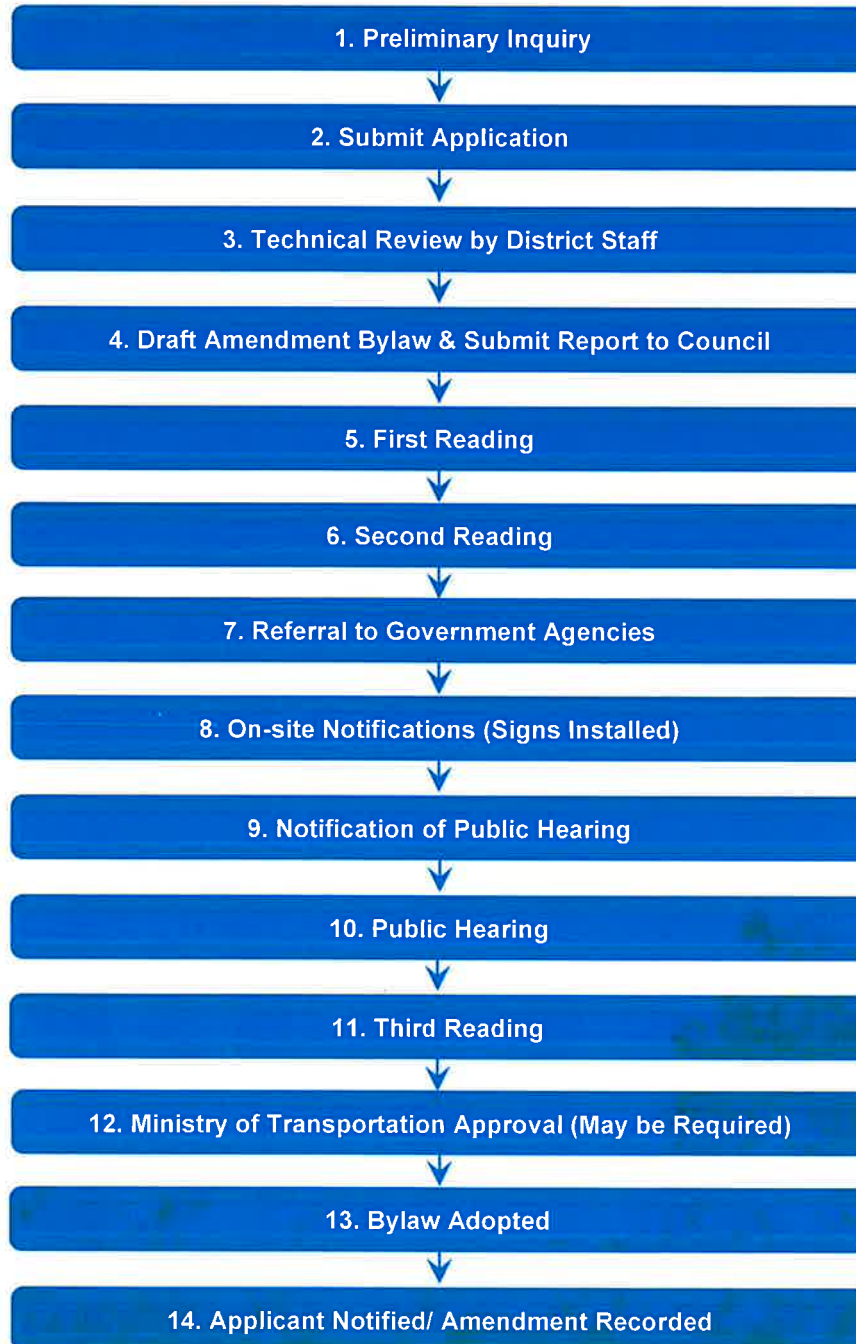 1. Preliminary Inquiry
2. Submit Application
3. Technical Review by District Staff
4. Draft Amendment Bylaw & Submit Report to Council
5. First Reading
6. Second Reading
7. Referral to Government Agencies
8. On-site Notifications (Signs Installed)
9. Notification of Public Hearing
10. Public Hearing
11. Third Reading
12. Ministry of Transportation Approval (May be Required)
13. Bylaw Adopted
14. Applicant Notified/ Amendment Recorded